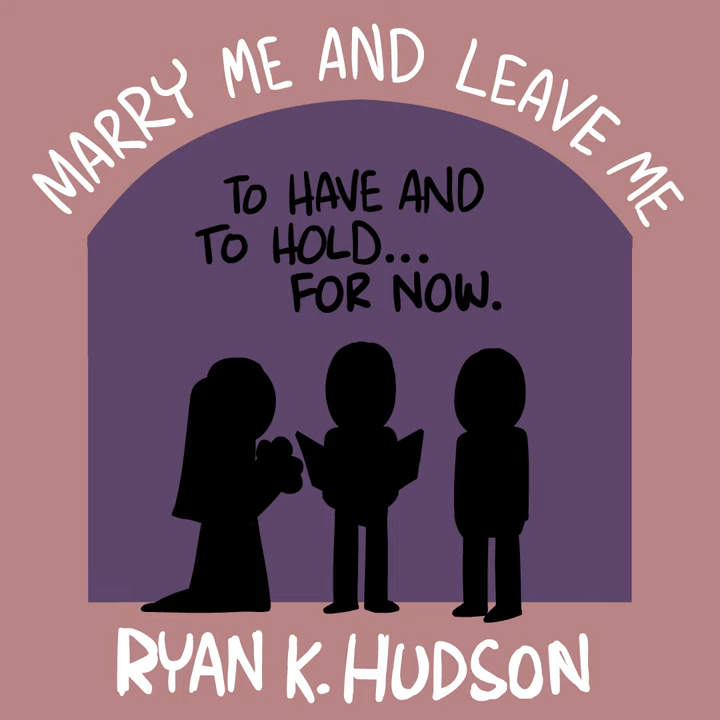 MARRY ME AND LEAVE ME
TO HAVE AND
TO HOLD...
FOR NOW.
RYAN K. HUDSON